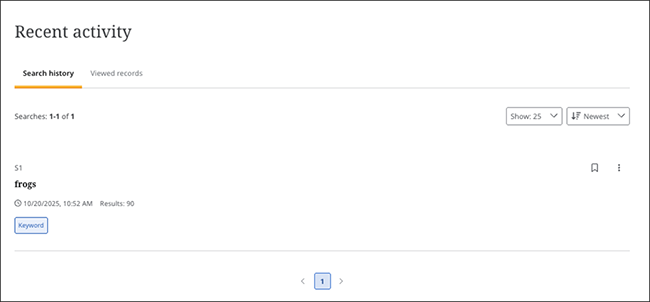 Recent activity
Search history Viewed records
Searches: 1-1 of 1 Show: 25 Newest
S1
frogs
10/20/2025, 10:52 AM Results: 90
Keyword
1